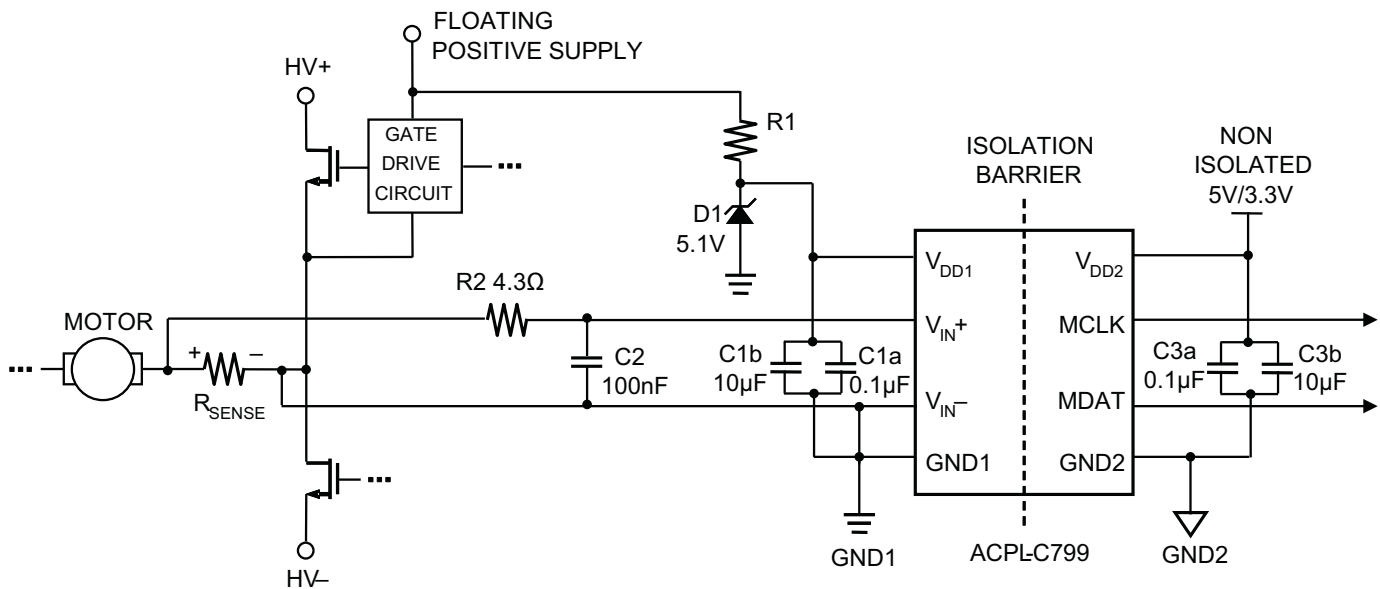 FLOATING
POSITIVE SUPPLY
HV+
GATE
DRIVE
CIRCUIT
R1
D1
5.1V
ISOLATION
BARRIER
NON
ISOLATED
5V/3.3V
VDD1
VDD2
R2 4.3Ω
MOTOR
VIN+
MCLK
+
–
RSENSE
C2
100nF
C1b
10µF
C1a
0.1µF
C3a
0.1µF
C3b
10µF
VIN–
MDAT
GND1
GND2
GND1
ACPL-C799
GND2
HV–